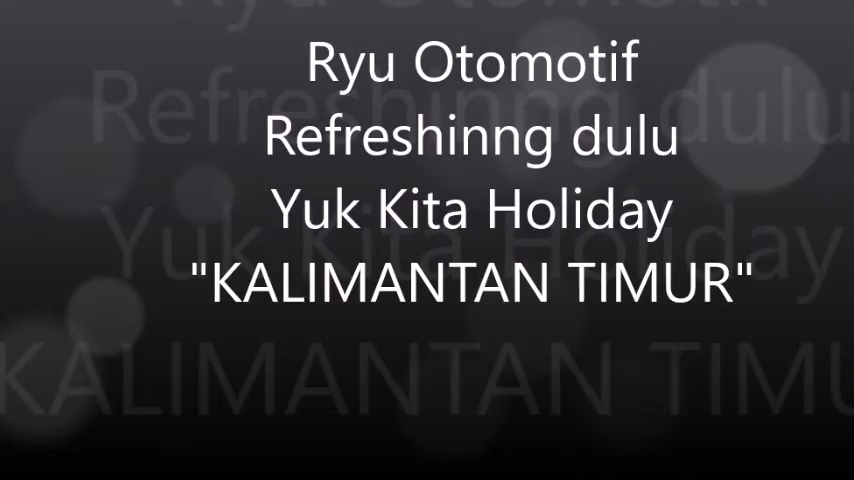 Ryu Otomotif
Refreshinng dulu
Yuk Kita Holiday
"KALIMANTAN TIMUR"